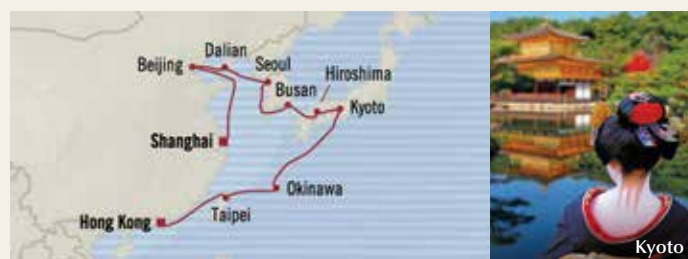 Dalian
Beijing
Seoul
Hiroshima
Busan
Kyoto
Shanghai
Okinawa
Taipei
Hong Kong
Kyoto